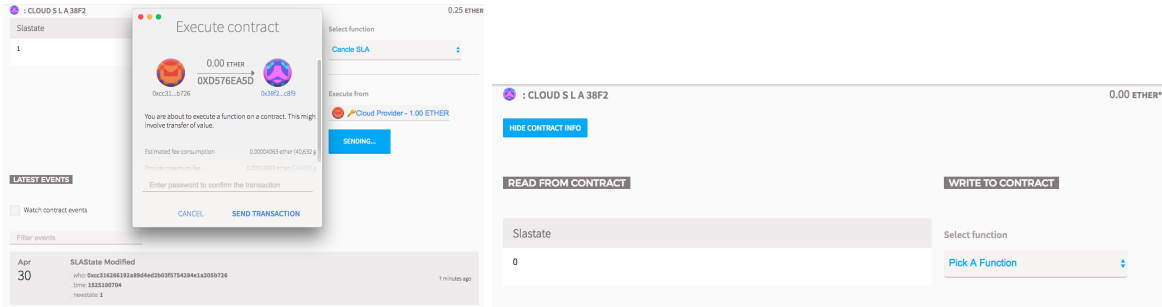 : CLOUD S L A 38F2
0.25 ETHER
Slastate
1
Execute contract
0.00 ETHER
0XD576EA5D
0xcc31...b726
0x38f2...c8f9
You are about to execute a function on a contract. This migh
involve transfer of value.
Estimated fee consumption
0,00004063 ether (40,632 g
Provide maximum fee
Enter password to confirm the transaction
CANCEL
SEND TRANSACTION
Select function
Cancle SLA
Execute from
Cloud Provider - 1.00 ETHER
SENDING...
LATEST EVENTS
Watch contract events
Filter events
Apr
30
SLAState Modified
who: 0xcc316266192a89d4ed2b03f5754284e1a205b726
time: 1525100704
newstate: 1
1 minutes ago
: CLOUD S L A 38F2
0.00 ETHER*
HIDE CONTRACT INFO
READ FROM CONTRACT
WRITE TO CONTRACT
Slastate
0
Select function
Pick A Function